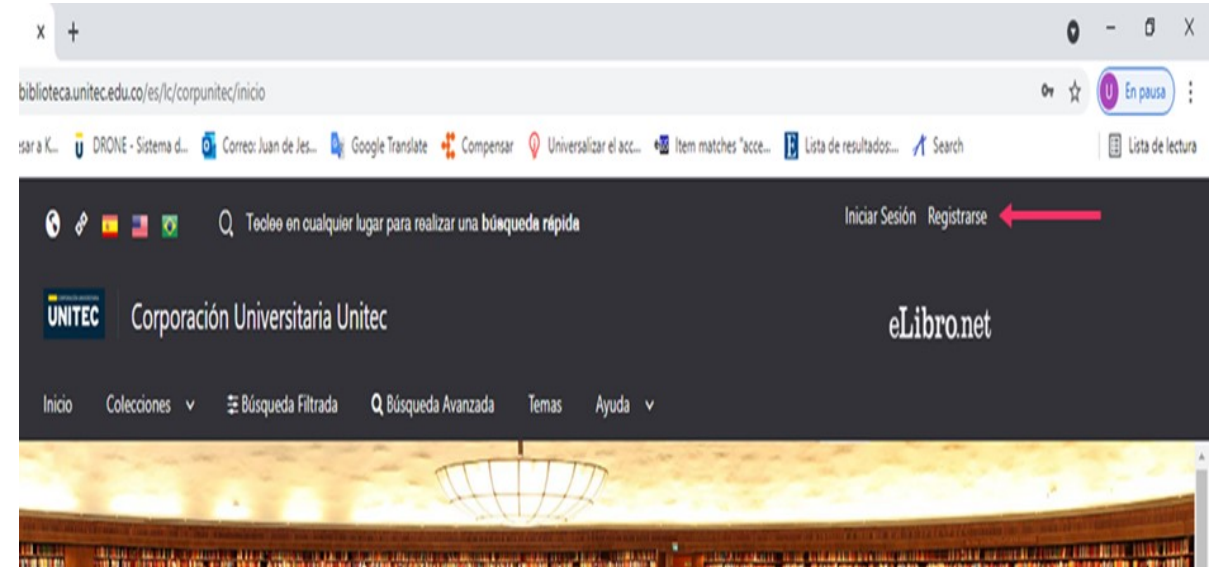 x +
biblioteca.unitec.edu.co/es/lc/corpunitec/inicio
U En pausa
esar a K... DRONE - Sistema d... Correo: Juan de Jes... Google Translate Compensar Universalizar el acc... Item matches "acce... E Lista de resultados:... Search Lista de lectura
Teclee en cualquier lugar para realizar una búsqueda rápida
Iniciar Sesión Registrarse
UNITEC Corporación Universitaria Unitec
eLibro.net
Inicio Colecciones Búsqueda Filtrada Búsqueda Avanzada Temas Ayuda